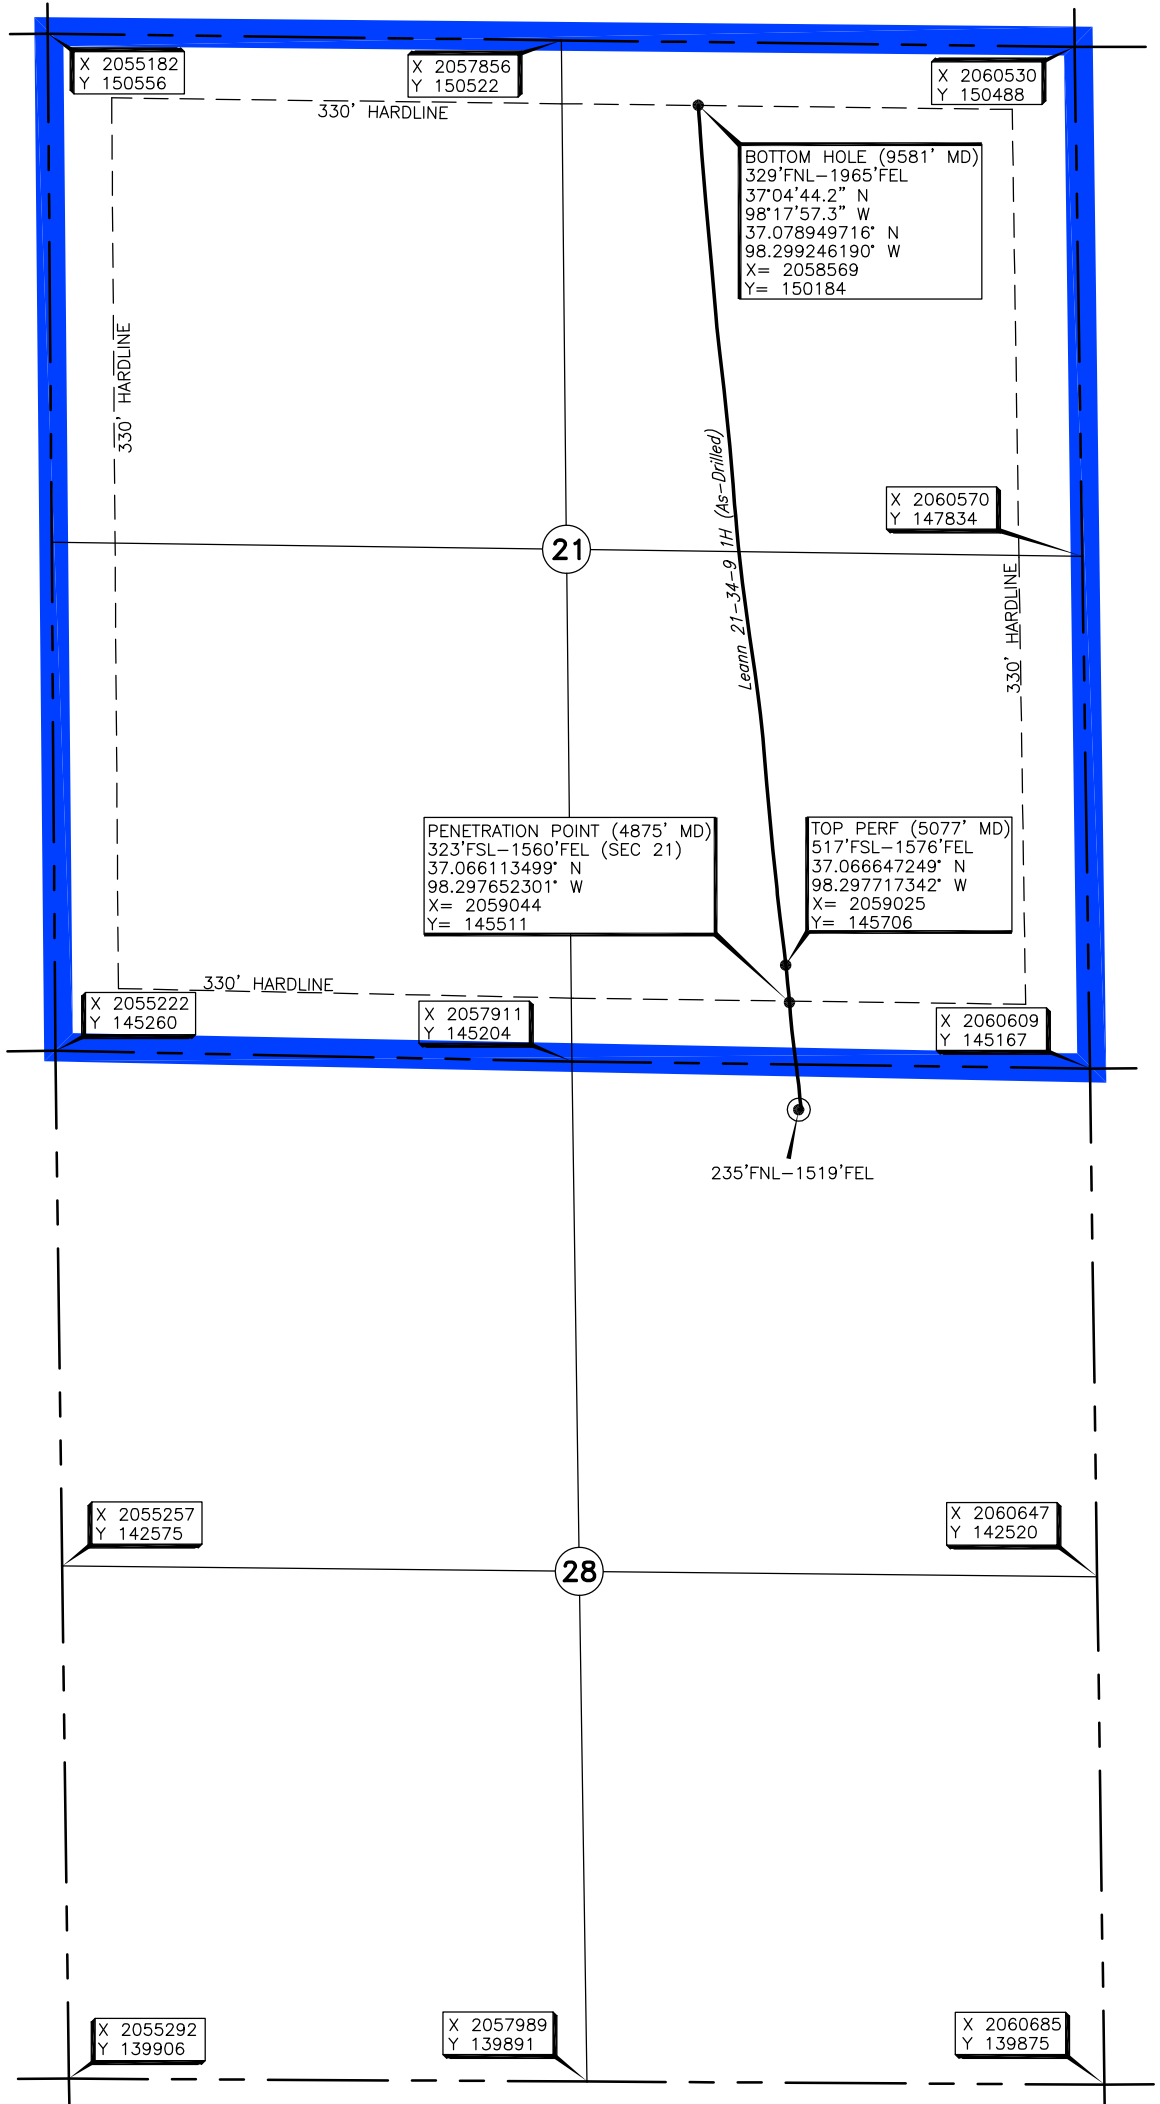 X 2055182
Y 150556
X 2057856
Y 150522
X 2060530
Y 150488
330' HARDLINE
BOTTOM HOLE (9581' MD)
329'FNL-1965'FEL
37°04'44.2" N
98°17'57.3" W
37.078949716° N
98.299246190° W
X= 2058569
Y= 150184
330' HARDLINE
Leann 21-34-9 1H (As-Drilled)
X 2060570
Y 147834
21
330' HARDLINE
PENETRATION POINT (4875' MD)
323'FSL-1560'FEL (SEC 21)
37.066113499° N
98.297652301° W
X= 2059044
Y= 145511
TOP PERF (5077' MD)
517'FSL-1576'FEL
37.066647249° N
98.297717342° W
X= 2059025
Y= 145706
330' HARDLINE
X 2055222
Y 145260
X 2057911
Y 145204
X 2060609
Y 145167
235'FNL-1519'FEL
X 2055257
Y 142575
X 2060647
Y 142520
28
X 2055292
Y 139906
X 2057989
Y 139891
X 2060685
Y 139875